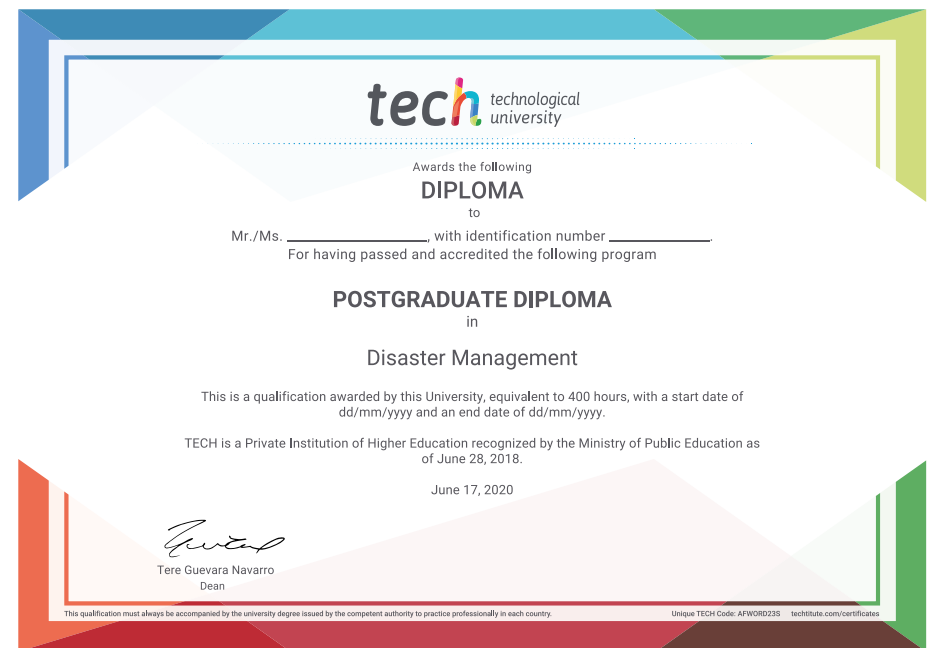 tech technological
university
Awards the following
DIPLOMA
to
Mr./Ms. ____________________, with identification number ______________.
For having passed and accredited the following program
POSTGRADUATE DIPLOMA
in
Disaster Management
This is a qualification awarded by this University, equivalent to 400 hours, with a start date of
dd/mm/yyyy and an end date of dd/mm/yyyy.
TECH is a Private Institution of Higher Education recognized by the Ministry of Public Education as
of June 28, 2018.
June 17, 2020
Tere Guevara Navarro
Dean
This qualification must always be accompanied by the university degree issued by the competent authority to practice professionally in each country. Unique TECH Code: AFWORD23S techtitute.com/certificates